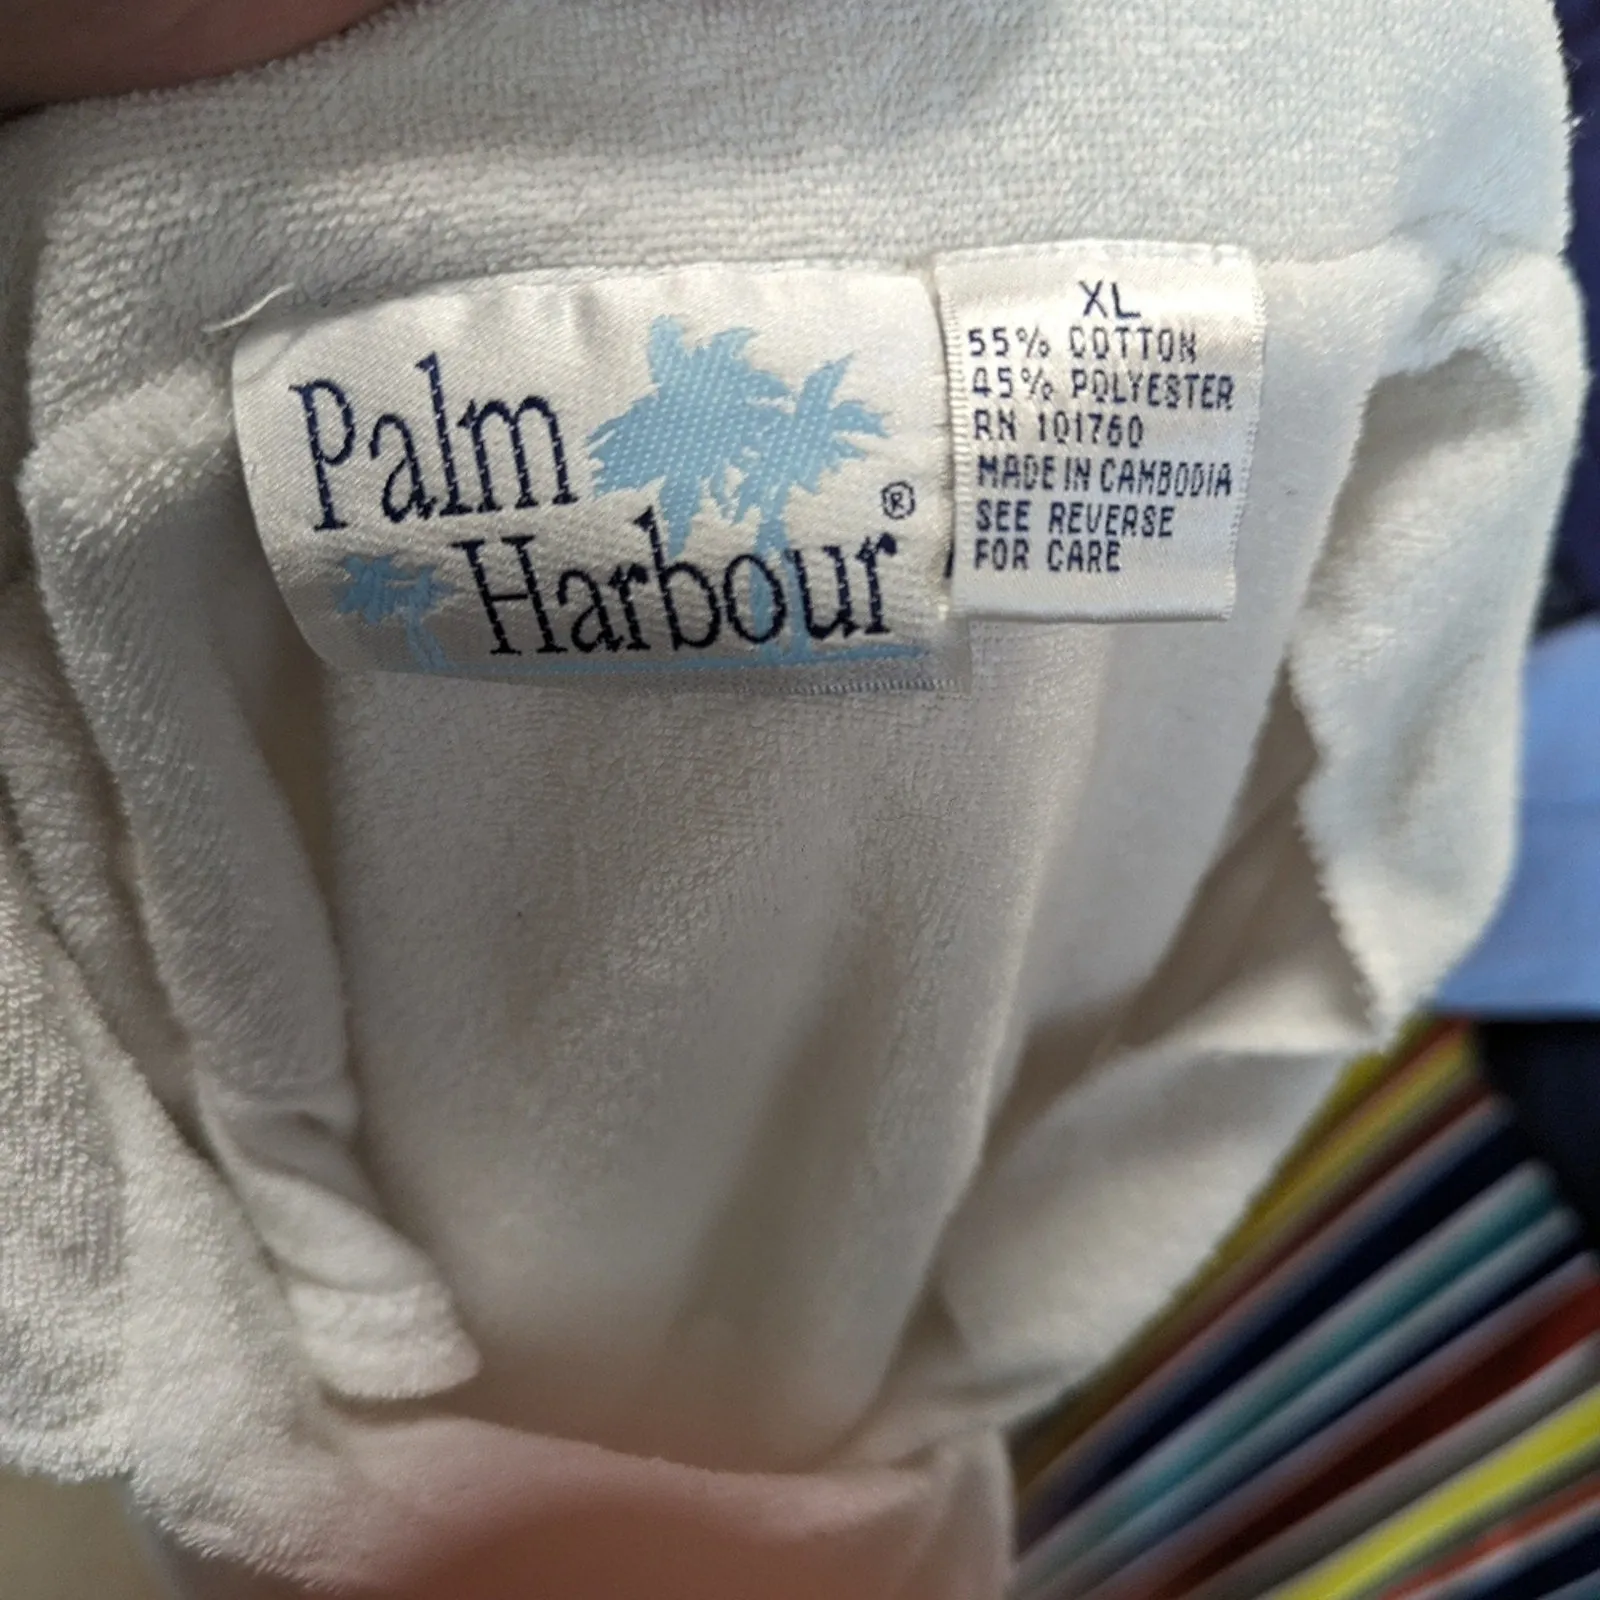 Palm
Harbour
®
XL
55% COTTON
45% POLYESTER
RN 101760
MADE IN CAMBODIA
SEE REVERSE
FOR CARE